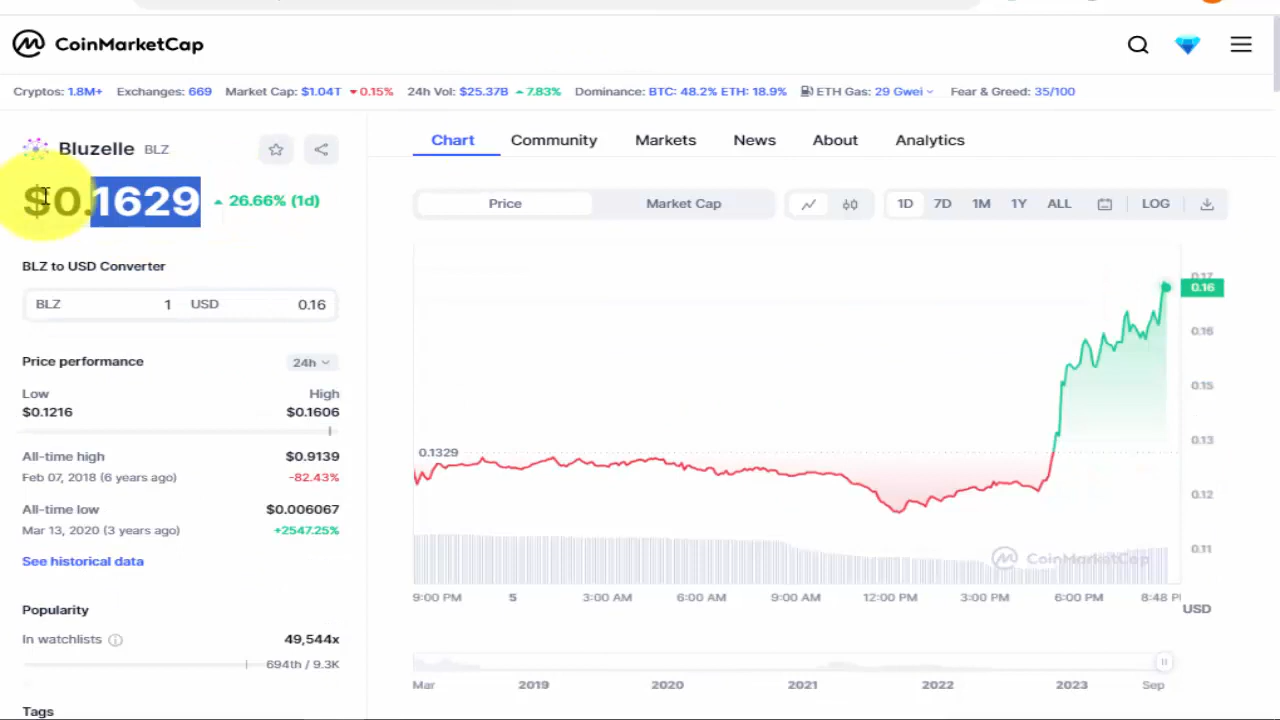 CoinMarketCap
Cryptos: 1.8M+ Exchanges: 669 Market Cap: $1.04T 0.15% 24h Vol: $25.37B 7.83% Dominance: BTC: 48.2% ETH: 18.9% ETH Gas: 29 Gwei Fear & Greed: 35/100
Bluzelle BLZ
$0.1629 26.66% (1d)
BLZ to USD Converter
BLZ 1 USD 0.16
Price performance 24h
Low High
$0.1216 $0.1606
All-time high $0.9139
Feb 07, 2018 (6 years ago) -82.43%
All-time low $0.006067
Mar 13, 2020 (3 years ago) +2547.25%
See historical data
Popularity
In watchlists 49,544x
694th / 9.3K
Tags
Chart Community Markets News About Analytics
Price Market Cap 1D 7D 1M 1Y ALL LOG
0.17
0.16
0.16
0.15
0.1329
0.13
0.12
0.11
CoinMarketCap
9:00 PM 5 3:00 AM 6:00 AM 9:00 AM 12:00 PM 3:00 PM 6:00 PM 8:48 P
USD
Mar 2019 2020 2021 2022 2023 Sep